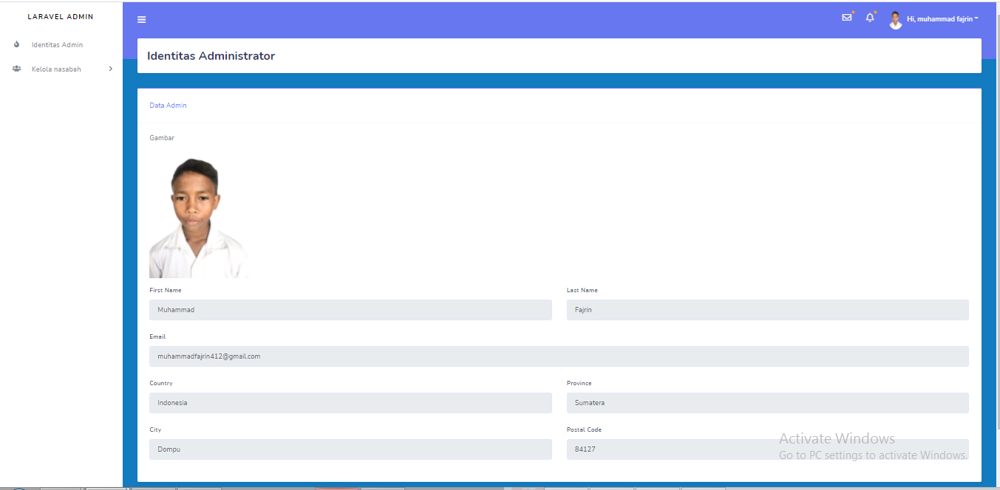 LARAVEL ADMIN
Hi, muhammad fajrin
Identitas Admin
Kelola nasabah
Identitas Administrator
Data Admin
Gambar
First Name
Last Name
Muhammad
Fajrin
Email
muhammadfajrin412@gmail.com
Country
Province
Indonesia
Sumatera
City
Postal Code
Dompu
84127
Activate Windows
Go to PC settings to activate Windows.